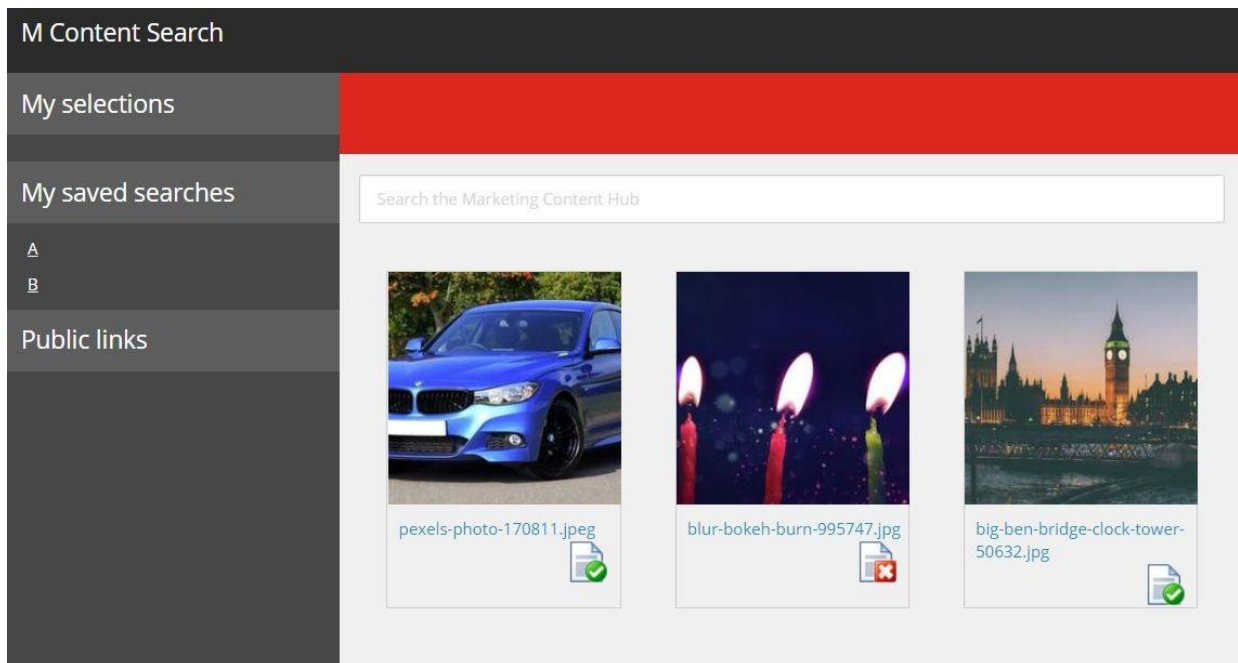 M Content Search
My selections
My saved searches
A
B
Public links
Search the Marketing Content Hub
pexels-photo-170811.jpeg
blur-bokeh-burn-995747.jpg
big-ben-bridge-clock-tower-
50632.jpg